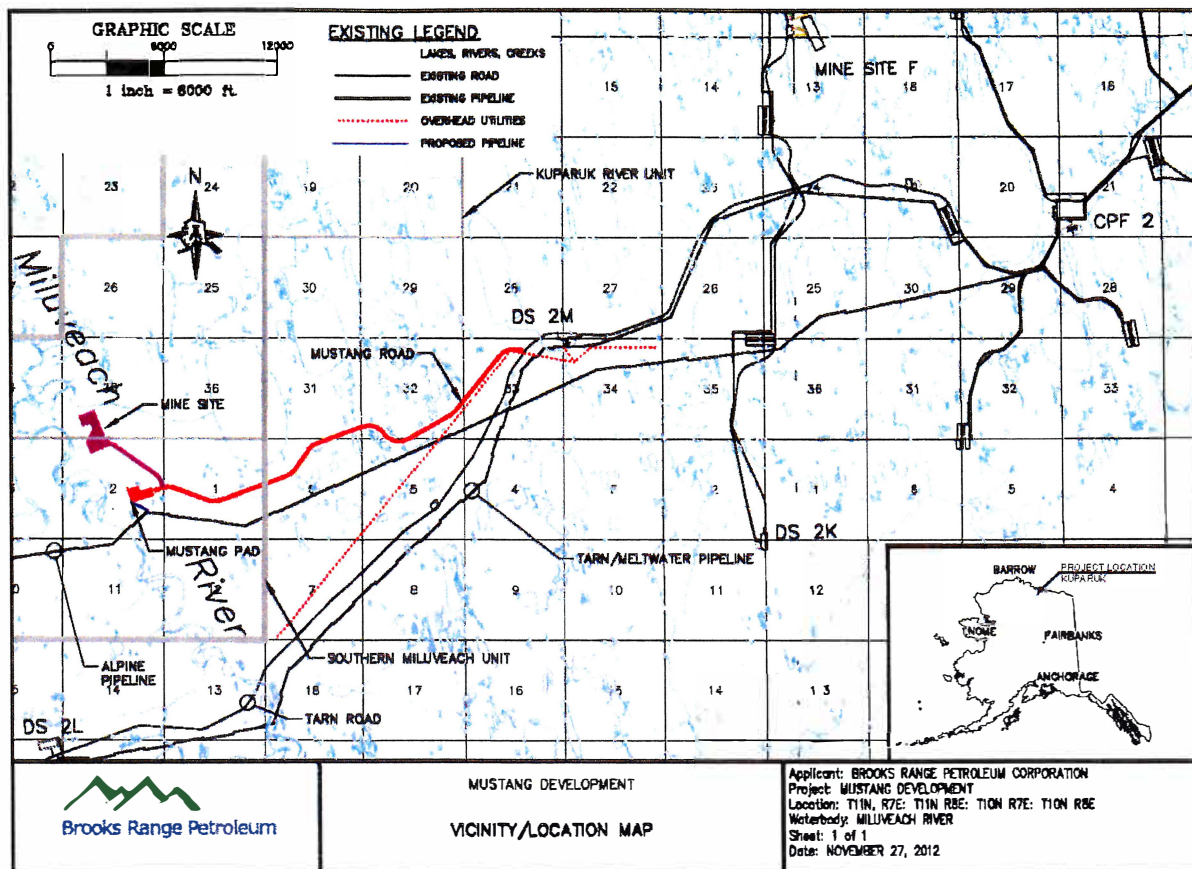 GRAPHIC SCALE
0 6000 12000
1 inch = 6000 ft.
EXISTING LEGEND
LAKES, RIVERS, CREEKS
EXISTING ROAD
EXISTING PIPELINE
OVERHEAD UTILITIES
PROPOSED PIPELINE
MINE SITE F
15 14 13 18 17 16
N
KUPARUK RIVER UNIT
23 24 19 20 21 22 20 21
CPF 2
Miluveach
26 25 30 29 28 27 26 25 30 29 28
DS 2M
MUSTANG ROAD
36 31 32 33 34 35 36 31 32 33
MINE SITE
2 1 5 4 2 1 6 5 4
MUSTANG PAD
River
DS 2K
TARN/MELTWATER PIPELINE
11 12 7 8 9 10 11 12
ALPINE PIPELINE
SOUTHERN MILUVEACH UNIT
14 13 18 17 16 15 14 13
TARN ROAD
DS 2L
BARROW
PROJECT LOCATION
KUPARUK
NOME
FAIRBANKS
ANCHORAGE
Brooks Range Petroleum
MUSTANG DEVELOPMENT
VICINITY/LOCATION MAP
Applicant: BROOKS RANGE PETROLEUM CORPORATION
Project: MUSTANG DEVELOPMENT
Location: T11N, R7E: T11N R8E: T10N R7E: T10N R8E
Waterbody: MILUVEACH RIVER
Sheet: 1 of 1
Date: NOVEMBER 27, 2012